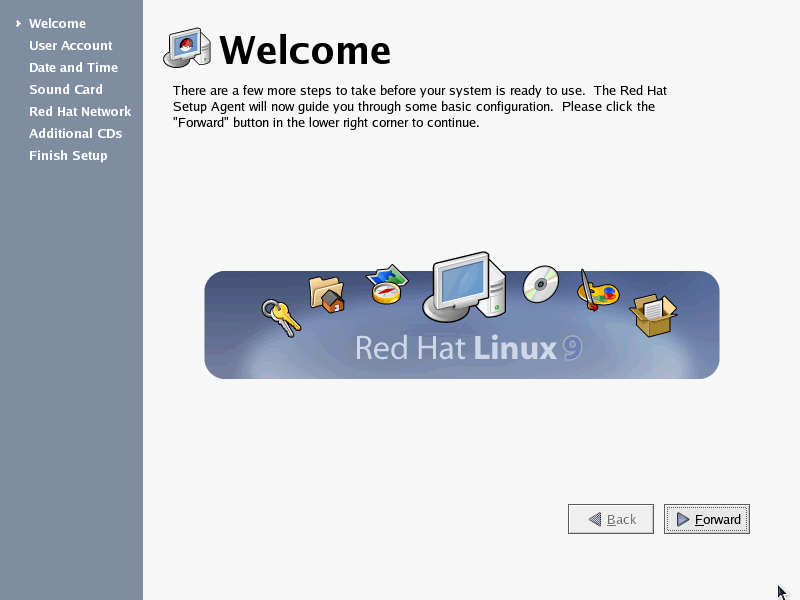 Welcome
User Account
Date and Time
Sound Card
Red Hat Network
Additional CDs
Finish Setup
Welcome
There are a few more steps to take before your system is ready to use.  The Red Hat
Setup Agent will now guide you through some basic configuration.  Please click the
"Forward" button in the lower right corner to continue.
Red Hat Linux 9
Back
Forward